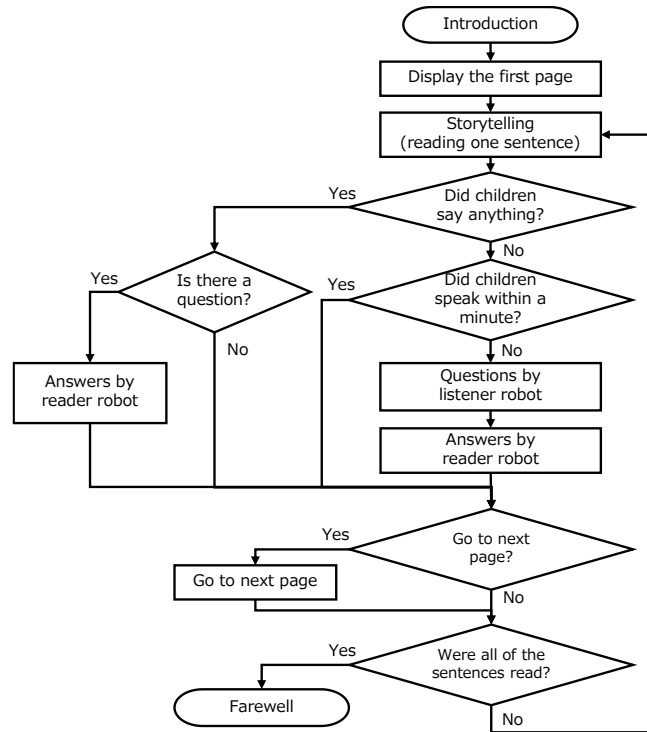 Introduction
Display the first page
Storytelling
(reading one sentence)
Yes
Did children
say anything?
No
Yes
Is there a
question?
Yes
Did children
speak within a
minute?
No
No
Answers by
reader robot
Questions by
listener robot
Answers by
reader robot
Yes
Go to next
page?
Go to next page
No
Yes
Were all of the
sentences read?
Farewell
No